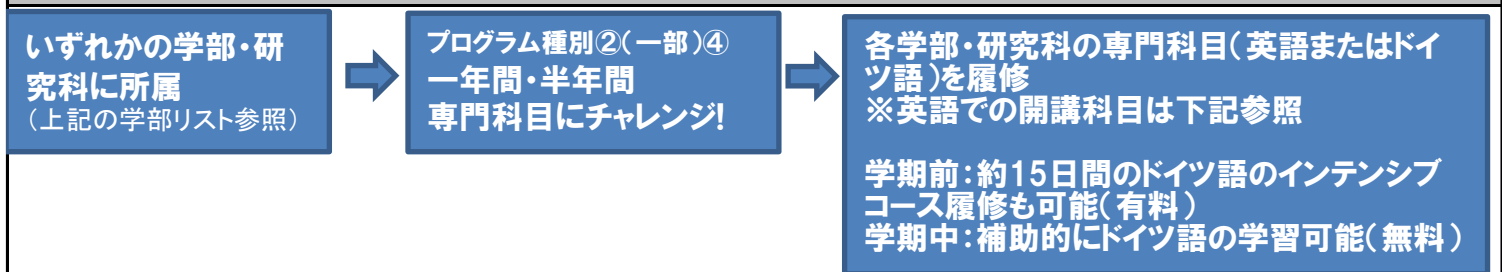 いずれかの学部・研
究科に所属
(上記の学部リスト参照)
プログラム種別②(一部)④
一年間・半年間
専門科目にチャレンジ!
各学部・研究科の専門科目(英語またはドイ
ツ語)を履修
※英語での開講科目は下記参照
学期前:約15日間のドイツ語のインテンシブ
コース履修も可能(有料)
学期中:補助的にドイツ語の学習可能(無料)